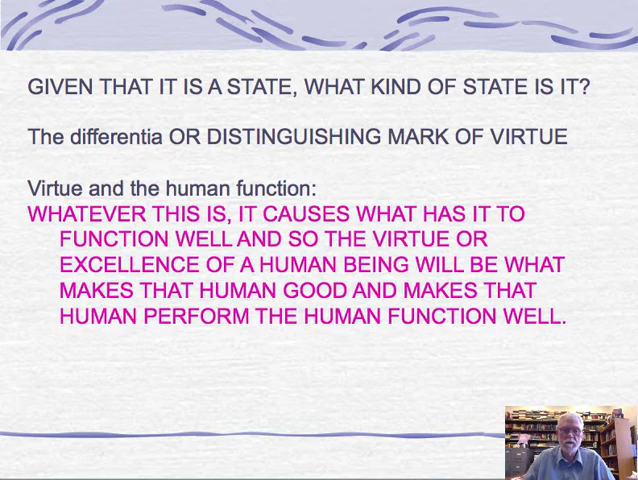 GIVEN THAT IT IS A STATE, WHAT KIND OF STATE IS IT?
The differentia OR DISTINGUISHING MARK OF VIRTUE
Virtue and the human function:
WHATEVER THIS IS, IT CAUSES WHAT HAS IT TO
FUNCTION WELL AND SO THE VIRTUE OR
EXCELLENCE OF A HUMAN BEING WILL BE WHAT
MAKES THAT HUMAN GOOD AND MAKES THAT
HUMAN PERFORM THE HUMAN FUNCTION WELL.